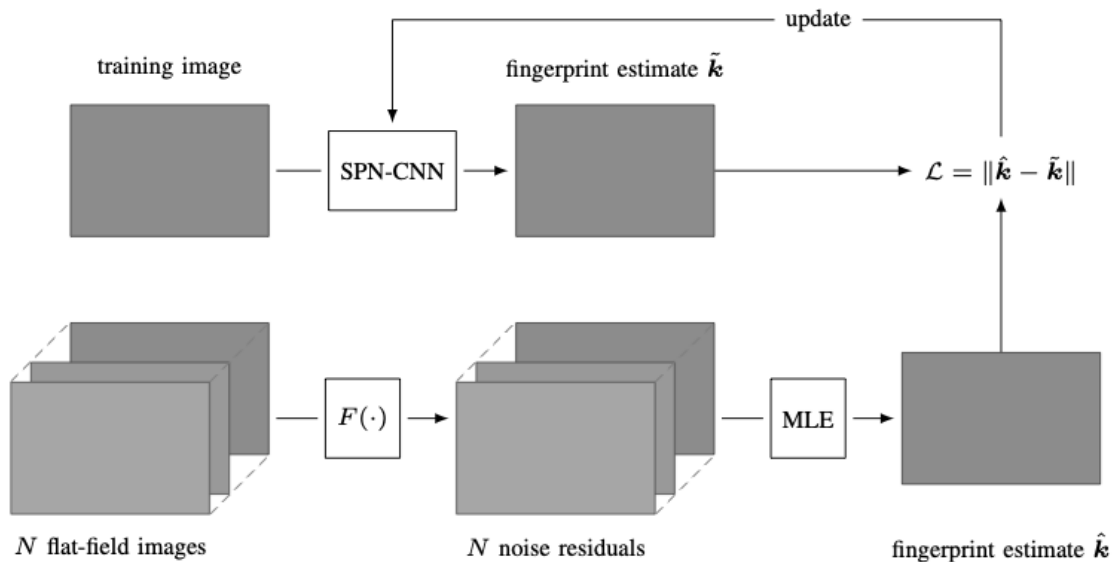 update
training image
fingerprint estimate k̃
SPN-CNN
ℒ = ‖k̂ − k̃‖
F(·)
MLE
N flat-field images
N noise residuals
fingerprint estimate k̂